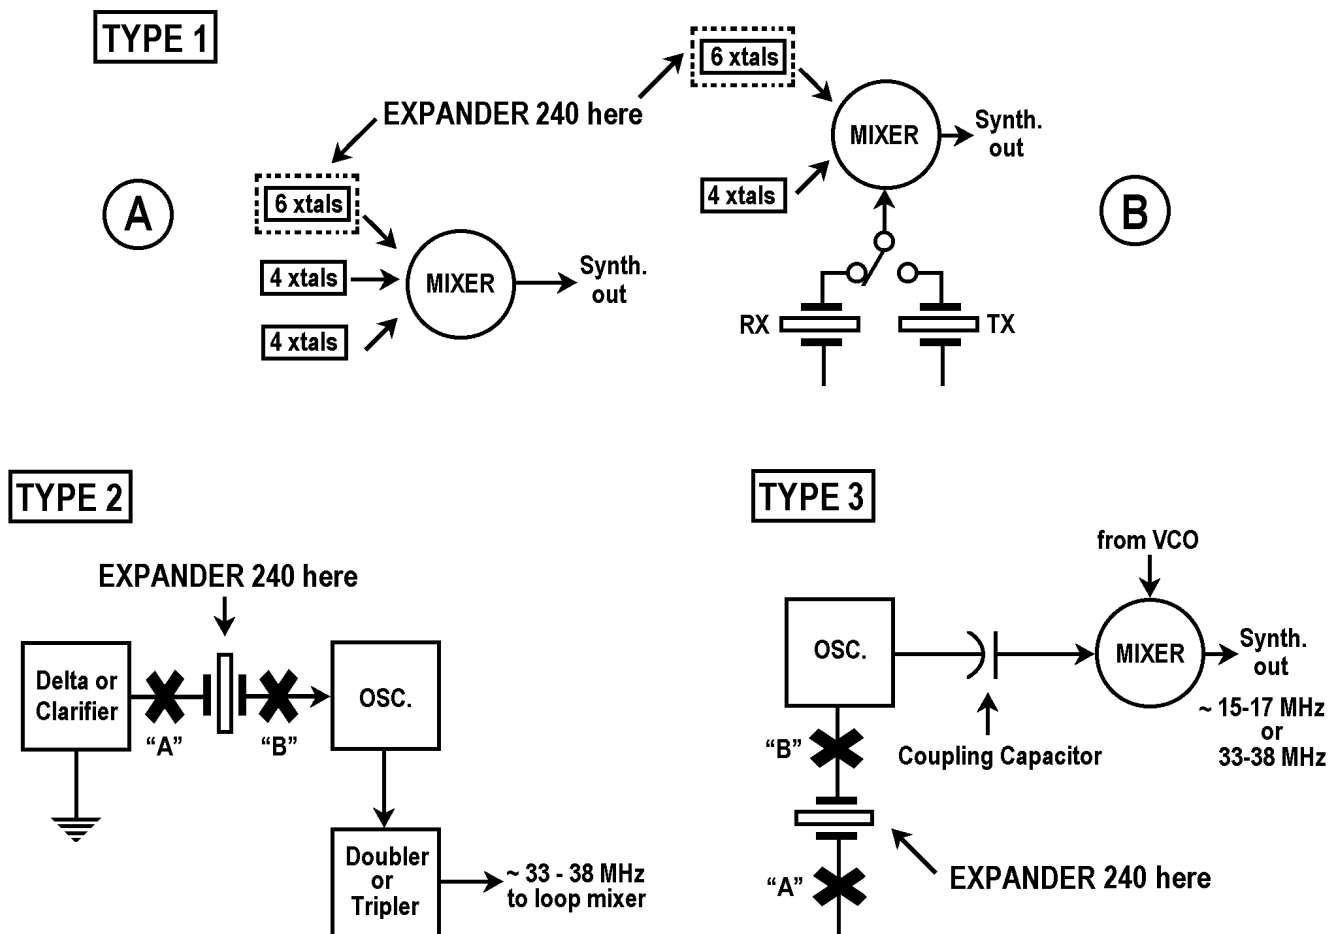 TYPE 1
6 xtals
EXPANDER 240 here
MIXER
Synth.
out
A
6 xtals
4 xtals
B
4 xtals
MIXER
Synth.
out
4 xtals
RX
TX
TYPE 2
EXPANDER 240 here
Delta or
Clarifier
"A"
"B"
OSC.
Doubler
or
Tripler
~ 33 - 38 MHz
to loop mixer
TYPE 3
from VCO
OSC.
MIXER
Synth.
out
~ 15-17 MHz
or
33-38 MHz
"B"
Coupling Capacitor
EXPANDER 240 here
"A"